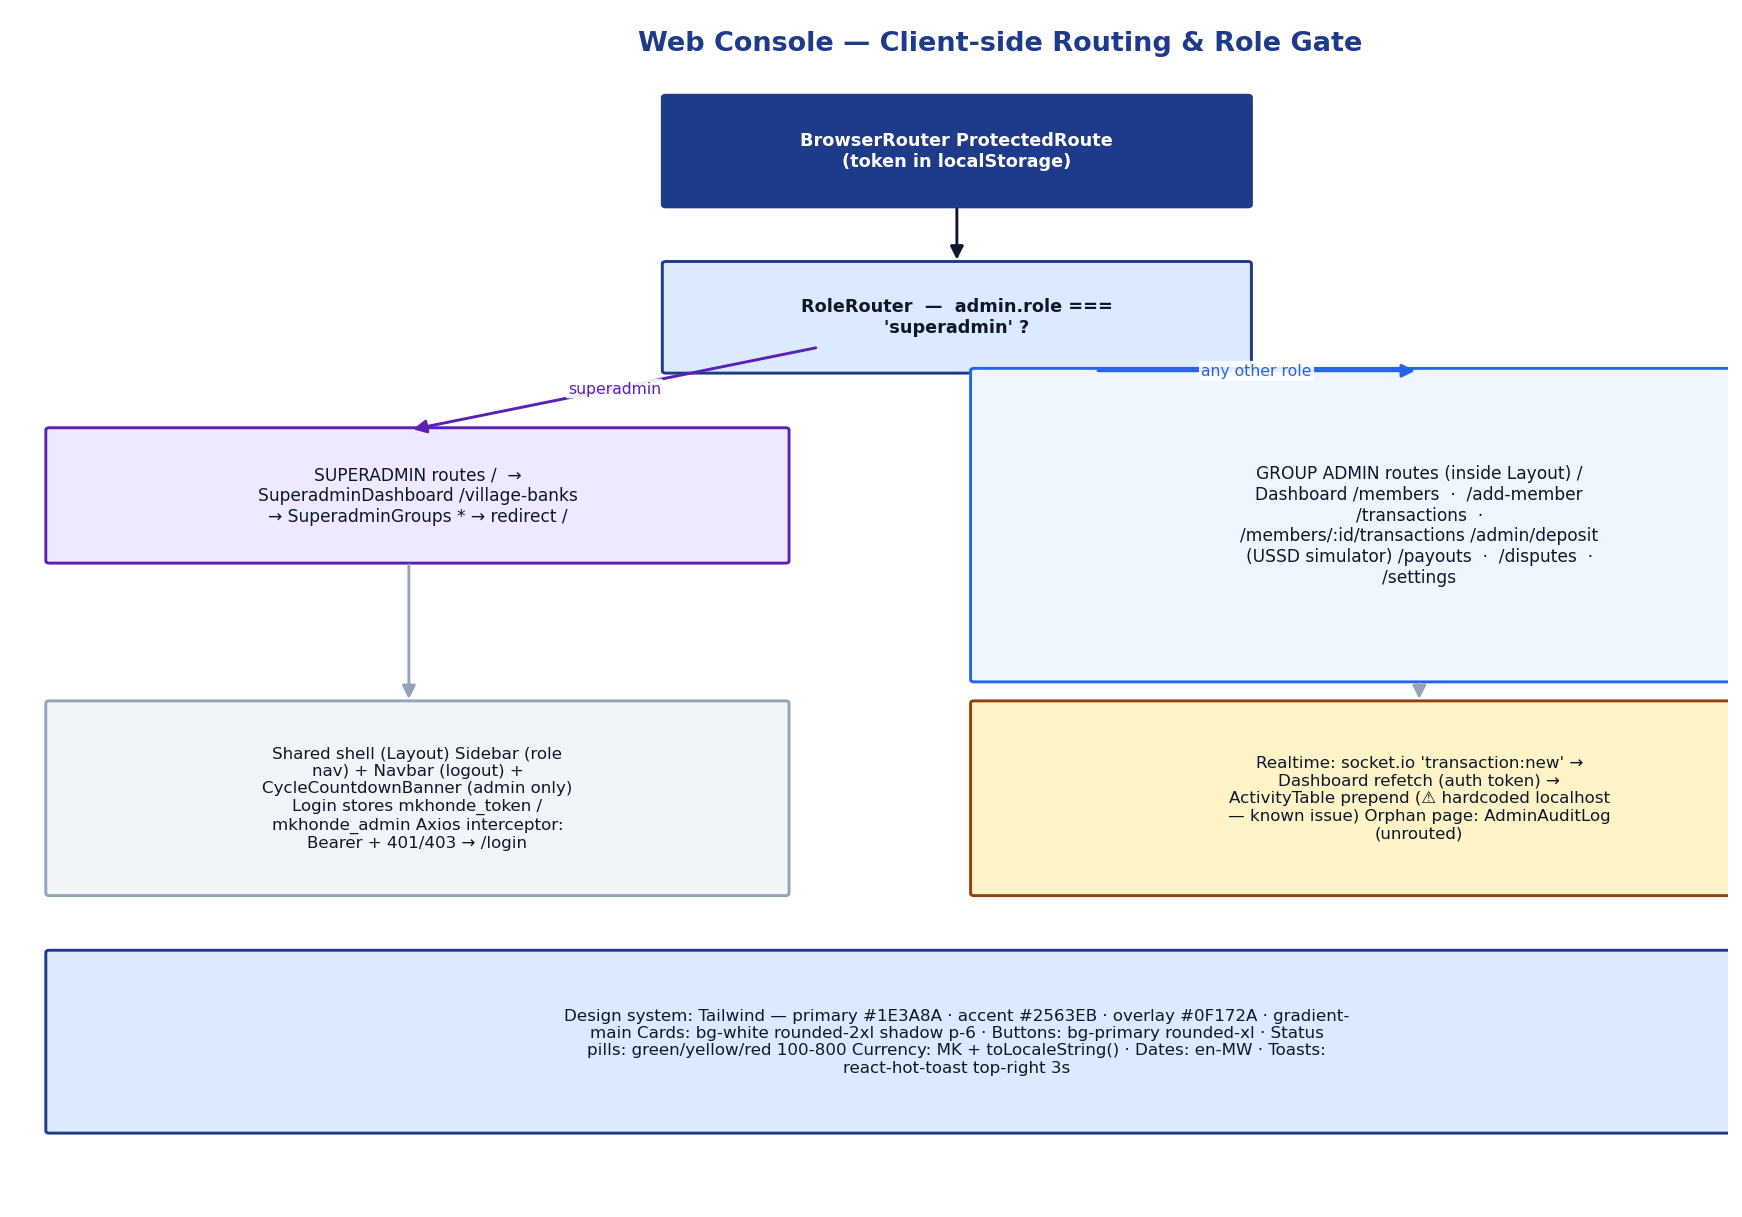 Web Console — Client-side Routing & Role Gate
BrowserRouter ProtectedRoute
(token in localStorage)
RoleRouter  —  admin.role ===
'superadmin' ?
superadmin
any other role
SUPERADMIN routes /  →
SuperadminDashboard /village-banks
→ SuperadminGroups * → redirect /
GROUP ADMIN routes (inside Layout) /
Dashboard /members  ·  /add-member
/transactions  ·
/members/:id/transactions /admin/deposit
(USSD simulator) /payouts  ·  /disputes  ·
/settings
Shared shell (Layout) Sidebar (role
nav) + Navbar (logout) +
CycleCountdownBanner (admin only)
Login stores mkhonde_token /
mkhonde_admin Axios interceptor:
Bearer + 401/403 → /login
Realtime: socket.io 'transaction:new' →
Dashboard refetch (auth token) →
ActivityTable prepend (⚠ hardcoded localhost
— known issue) Orphan page: AdminAuditLog
(unrouted)
Design system: Tailwind — primary #1E3A8A · accent #2563EB · overlay #0F172A · gradient-
main Cards: bg-white rounded-2xl shadow p-6 · Buttons: bg-primary rounded-xl · Status
pills: green/yellow/red 100-800 Currency: MK + toLocaleString() · Dates: en-MW · Toasts:
react-hot-toast top-right 3s